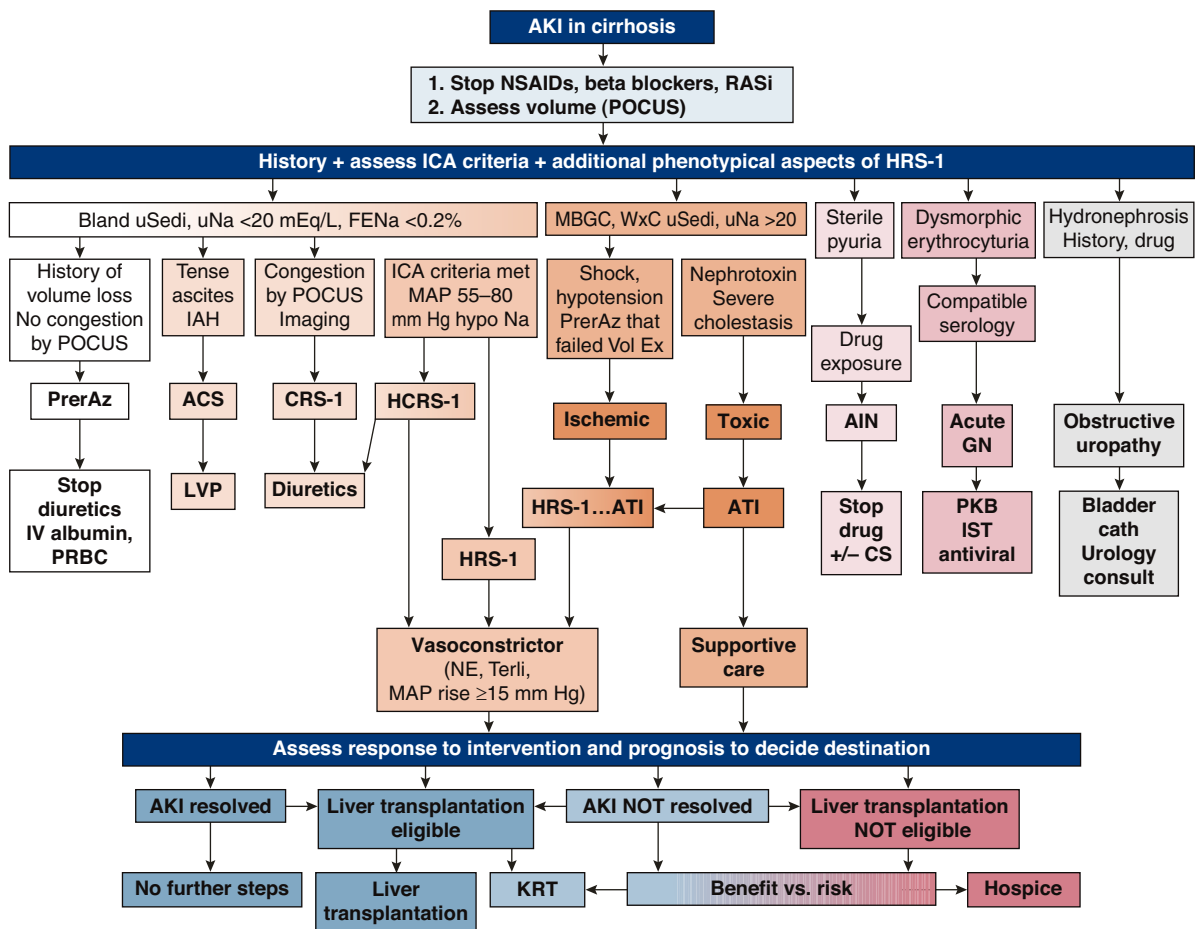 AKI in cirrhosis
1. Stop NSAIDs, beta blockers, RASi
2. Assess volume (POCUS)
History + assess ICA criteria + additional phenotypical aspects of HRS-1
Bland uSedi, uNa <20 mEq/L, FENa <0.2%
MBGC, WxC uSedi, uNa >20
Sterile
pyuria
Dysmorphic
erythrocyturia
Hydronephrosis
History, drug
History of
volume loss
No congestion
by POCUS
Tense
ascites
IAH
Congestion
by POCUS
Imaging
ICA criteria met
MAP 55–80
mm Hg hypo Na
Shock,
hypotension
PrerAz that
failed Vol Ex
Nephrotoxin
Severe
cholestasis
Drug
exposure
Compatible
serology
PrerAz
ACS
CRS-1
HCRS-1
Ischemic
Toxic
AIN
Acute
GN
Obstructive
uropathy
Stop
diuretics
IV albumin,
PRBC
LVP
Diuretics
HRS-1...ATI
ATI
Stop
drug
+/– CS
PKB
IST
antiviral
Bladder
cath
Urology
consult
HRS-1
Vasoconstrictor
(NE, Terli,
MAP rise ≥15 mm Hg)
Supportive
care
Assess response to intervention and prognosis to decide destination
AKI resolved
Liver transplantation
eligible
AKI NOT resolved
Liver transplantation
NOT eligible
No further steps
Liver
transplantation
KRT
Benefit vs. risk
Hospice